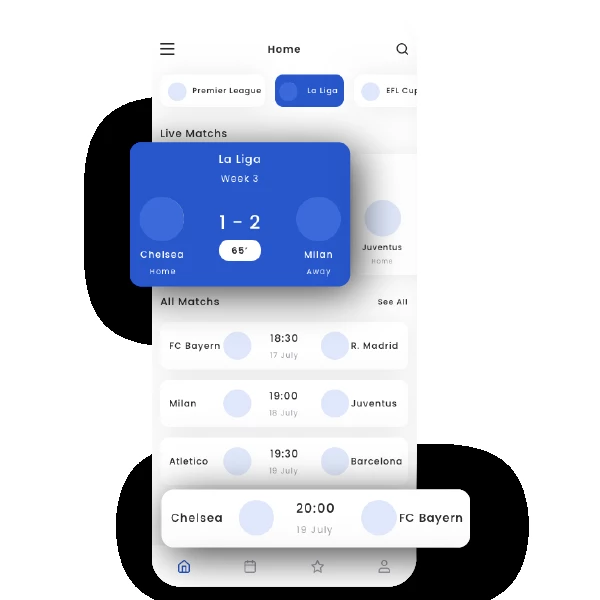 Home
Premier League
La Liga
EFL Cup
Live Matchs
La Liga
Week 3
1 - 2
65'
Chelsea
Home
Milan
Away
Juventus
Home
All Matchs
See All
FC Bayern
18:30
17 July
R. Madrid
Milan
19:00
18 July
Juventus
Atletico
19:30
19 July
Barcelona
Chelsea
20:00
19 July
FC Bayern